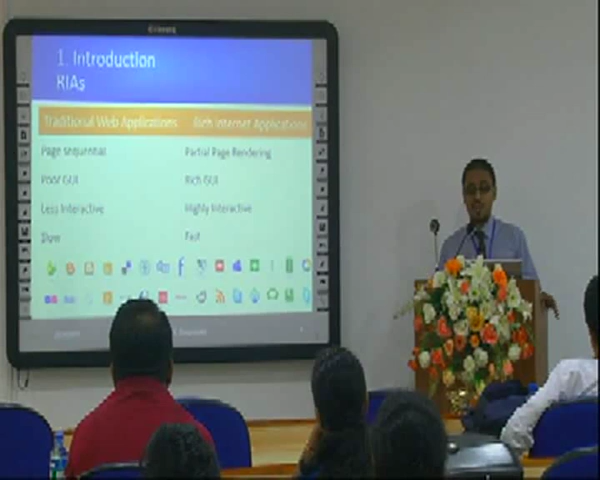 1. Introduction
RIAs
Traditional Web Applications Rich Internet Applications
Page sequential Partial Page Rendering
Poor GUI Rich GUI
Less Interactive Highly Interactive
Slow Fast